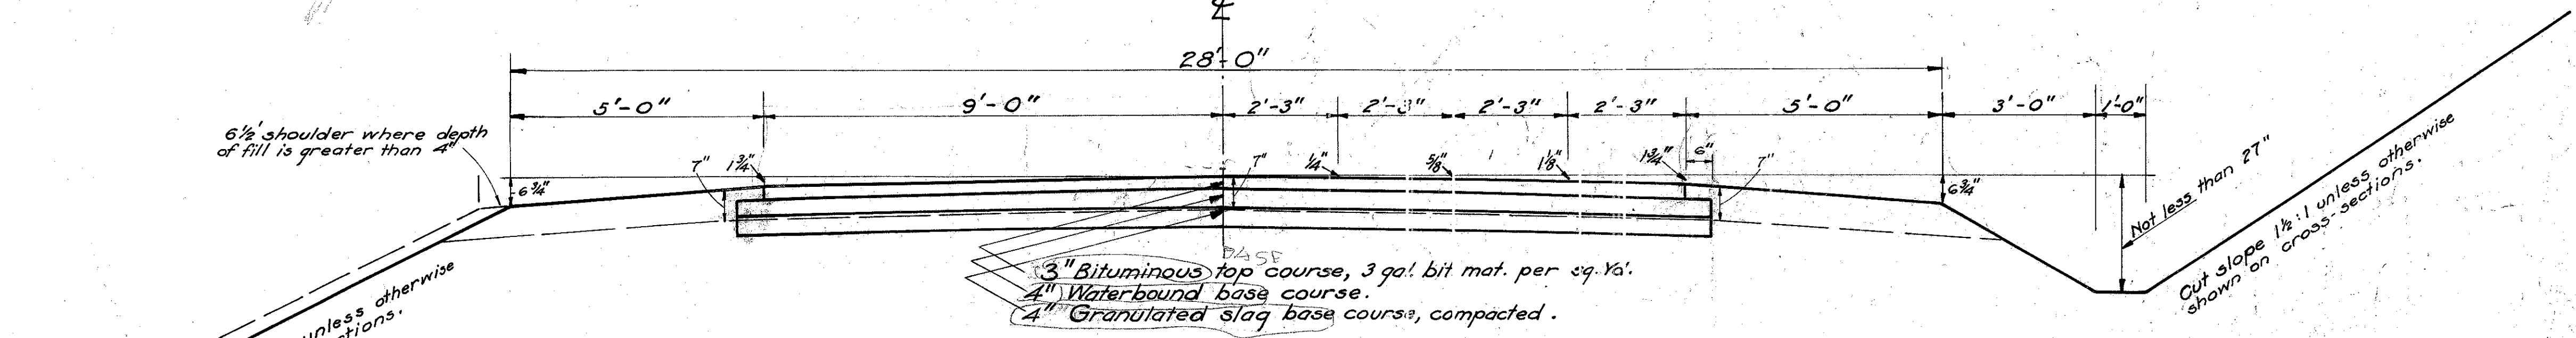 ℄
28'-0"
5'-0" 9'-0" 2'-3" 2'-3" 2'-3" 2'-3" 5'-0" 3'-0" 1'-0"
6½' shoulder where depth
of fill is greater than 4"
7" 1¾" 7" ¼" ⅝" 1⅛" 1¾" 6" 7"
6¾" 6¾"
Not less than 27"
Cut slope 1½:1 unless otherwise
shown on cross-sections.
BASE
3" Bituminous top course, 3 gal. bit mat. per sq. Yd.
4" Waterbound base course.
4" Granulated slag base course, compacted.
unless otherwise